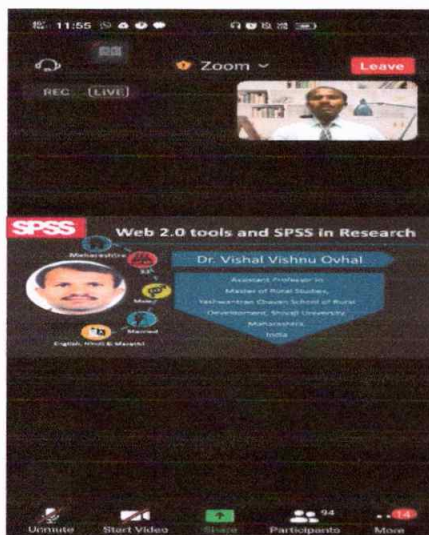 11:55
Zoom
Leave
REC
LIVE
SPSS
Web 2.0 tools and SPSS in Research
Maharashtra
Dr. Vishal Vishnu Ovhal
Assistant Professor in
Master of Rural Studies,
Yashwantrao Chavan School of Rural
Development, Shivaji University,
Maharashtra,
India
Married
English, Hindi & Marathi
94
14
Unmute
Start Video
Share
Participants
More